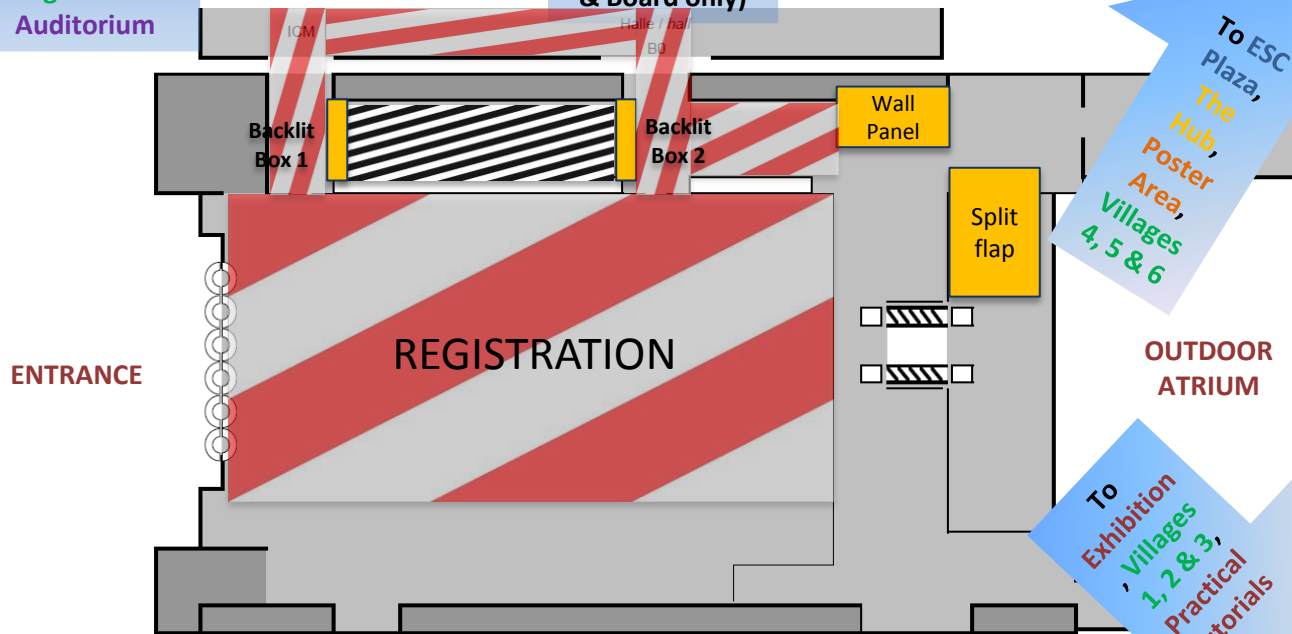 Auditorium
& Board only)
ICM
Halle / hall
B0
Backlit
Box 1
Backlit
Box 2
Wall
Panel
Split
flap
To ESC
Plaza,
The
Hub,
Poster
Area,
Villages
4, 5 & 6
REGISTRATION
ENTRANCE
OUTDOOR
ATRIUM
To
Exhibition
, Villages
1, 2 & 3,
Practical